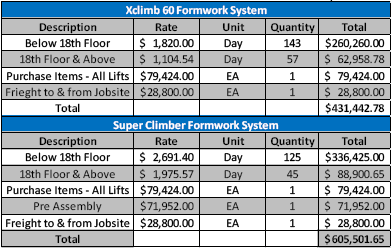 Xclimb 60 Formwork System
Description Rate Unit Quantity Total
Below 18th Floor $ 1,820.00 Day 143 $260,260.00
18th Floor & Above $ 1,104.54 Day 57 $ 62,958.78
Purchase Items - All Lifts $79,424.00 EA 1 $ 79,424.00
Frieght to & from Jobsite $28,800.00 EA 1 $ 28,800.00
Total $431,442.78
Super Climber Formwork System
Description Rate Unit Quantity Total
Below 18th Floor $ 2,691.40 Day 125 $336,425.00
18th Floor & Above $ 1,975.57 Day 45 $ 88,900.65
Purchase Items - All Lifts $79,424.00 EA 1 $ 79,424.00
Pre Assembly $71,952.00 EA 1 $ 71,952.00
Freight to & from Jobsite $28,800.00 EA 1 $ 28,800.00
Total $605,501.65